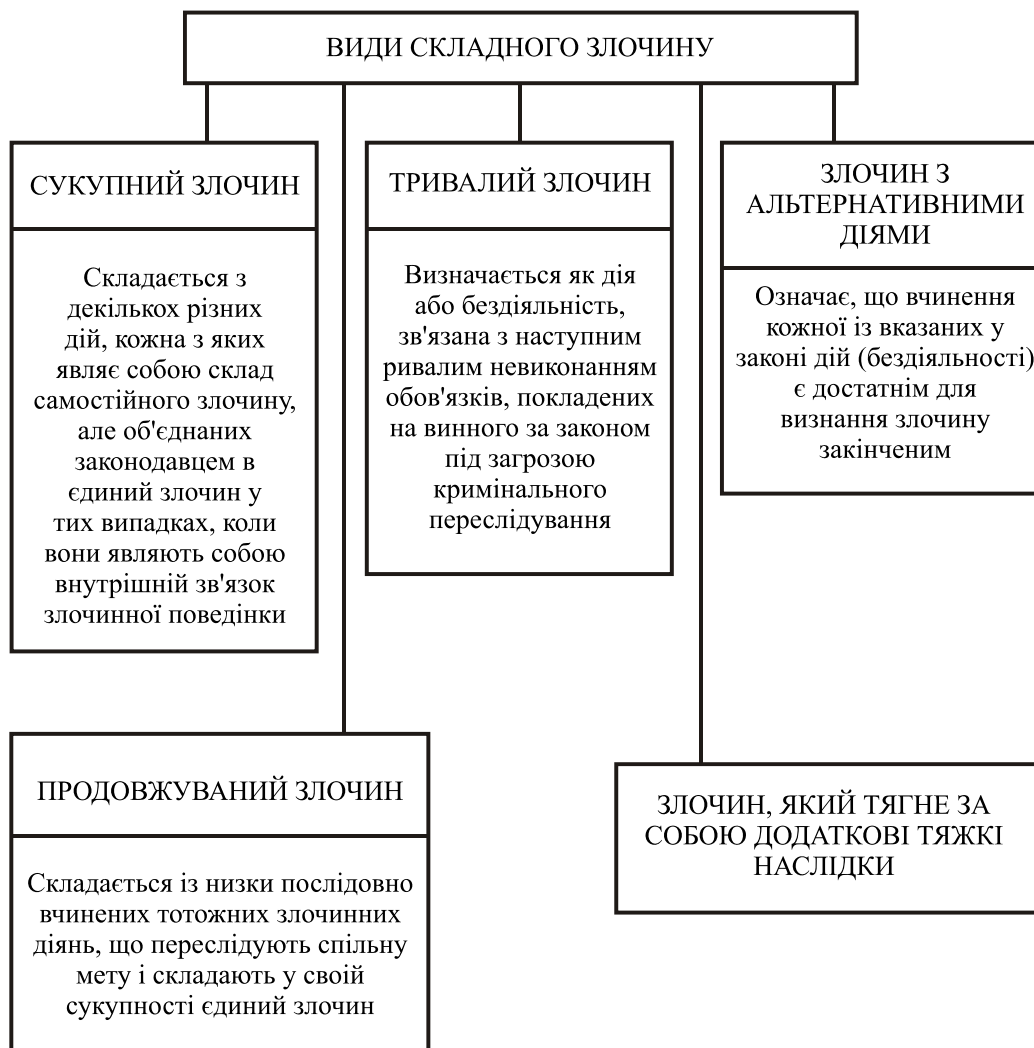 ВИДИ СКЛАДНОГО ЗЛОЧИНУ
СУКУПНИЙ ЗЛОЧИН
Складається з
декількох різних
дій, кожна з яких
являє собою склад
самостійного злочину,
але об'єднаних
законодавцем в
єдиний злочин у
тих випадках, коли
вони являють собою
внутрішній зв'язок
злочинної поведінки
ТРИВАЛИЙ ЗЛОЧИН
Визначається як дія
або бездіяльність,
зв'язана з наступним
ривалим невиконанням
обов'язків, покладених
на винного за законом
під загрозою
кримінального
переслідування
ЗЛОЧИН З
АЛЬТЕРНАТИВНИМИ
ДІЯМИ
Означає, що вчинення
кожної із вказаних у
законі дій (бездіяльності)
є достатнім для
визнання злочину
закінченим
ПРОДОВЖУВАНИЙ ЗЛОЧИН
Складається із низки послідовно
вчинених тотожних злочинних
діянь, що переслідують спільну
мету і складають у своїй
сукупності єдиний злочин
ЗЛОЧИН, ЯКИЙ ТЯГНЕ ЗА
СОБОЮ ДОДАТКОВІ ТЯЖКІ
НАСЛІДКИ